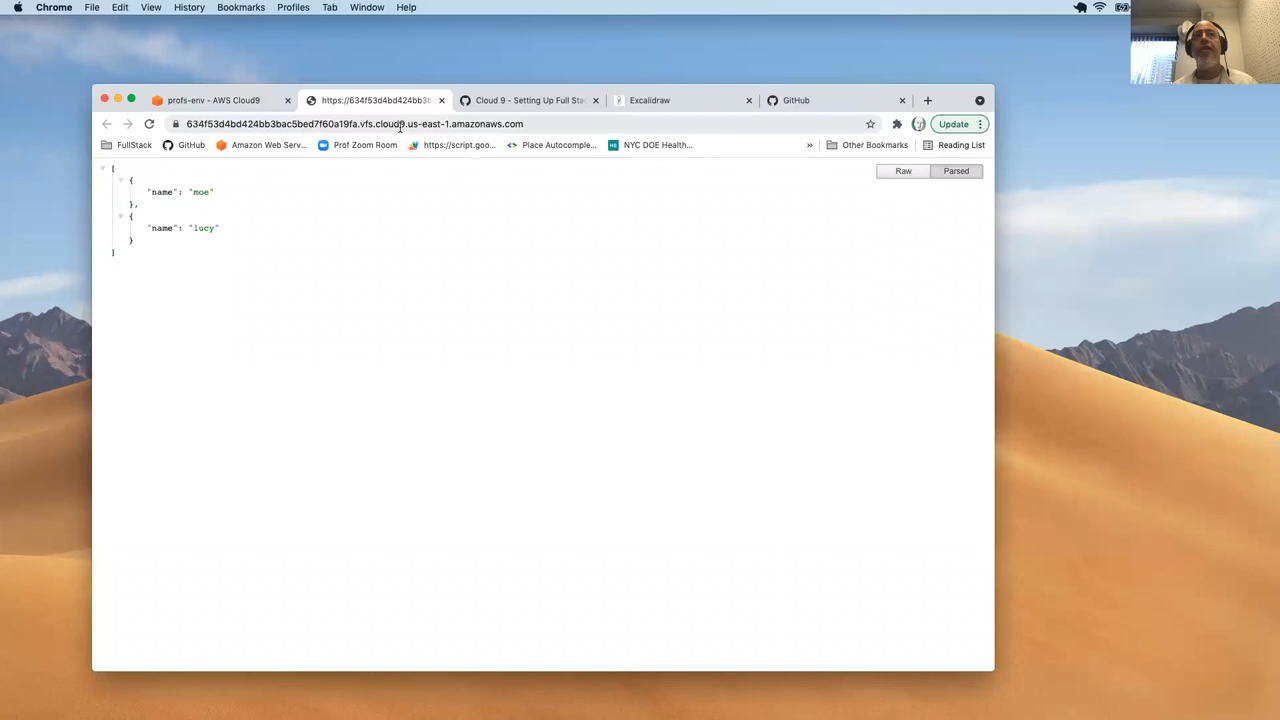 Chrome File Edit View History Bookmarks Profiles Tab Window Help
profs-env - AWS Cloud9 https://634f53d4bd424bb3b Cloud 9 - Setting Up Full Sta Excalidraw GitHub
634f53d4bd424bb3bac5bed7f60a19fa.vfs.cloud9.us-east-1.amazonaws.com Update
FullStack GitHub Amazon Web Serv... Prof Zoom Room https://script.goo... Place Autocomple... NYC DOE Health... » Other Bookmarks Reading List
Raw Parsed
[
{
"name": "moe"
},
{
"name": "lucy"
}
]